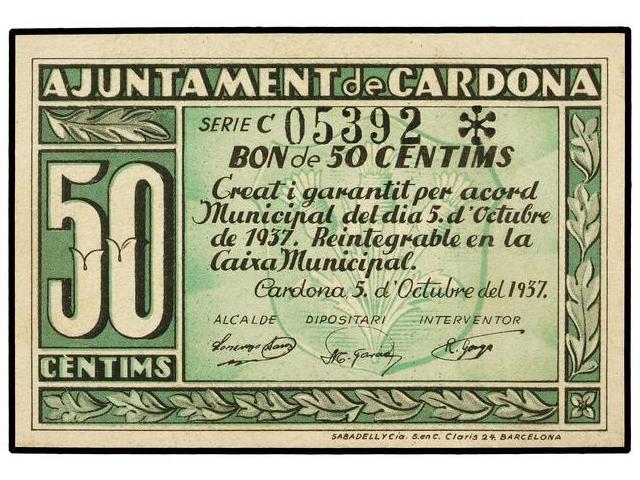 AJUNTAMENT de CARDONA
SERIE C 05392 *
BON de 50 CÈNTIMS
Creat i garantit per acord
Municipal del dia 5. d'Octubre
de 1937. Reintegrable en la
Caixa Municipal.
Cardona, 5. d'Octubre del 1937.
ALCALDE DIPOSITARI INTERVENTOR
50
CÈNTIMS
SABADELL y Cia. S. en C. Claris 24. BARCELONA